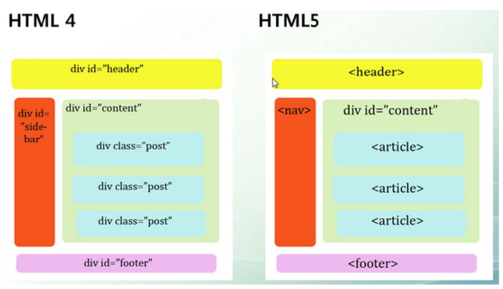 HTML 4
div id="header"
div id=
"side-
bar"
div id="content"
div class="post"
div class="post"
div class="post"
div id="footer"
HTML5
<header>
<nav>
div id="content"
<article>
<article>
<article>
<footer>